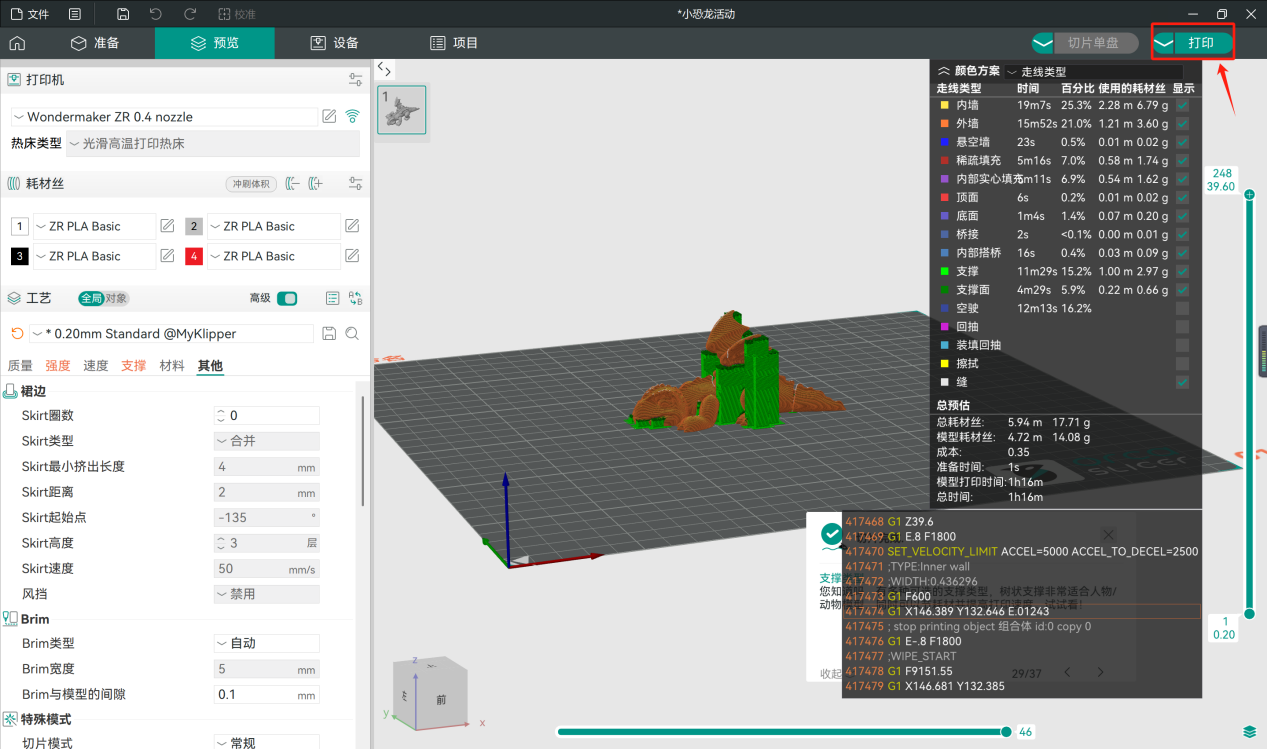 文件
校准
*小恐龙活动
准备
预览
设备
项目
切片单盘
打印
打印机
Wondermaker ZR 0.4 nozzle
热床类型
光滑高温打印热床
耗材丝
冲刷体积
1 ZR PLA Basic
2 ZR PLA Basic
3 ZR PLA Basic
4 ZR PLA Basic
工艺
全局 对象
高级
* 0.20mm Standard @MyKlipper
质量 强度 速度 支撑 材料 其他
裙边
Skirt圈数 0
Skirt类型 合并
Skirt最小挤出长度 4 mm
Skirt距离 2 mm
Skirt起始点 -135 °
Skirt高度 3 层
Skirt速度 50 mm/s
风挡 禁用
Brim
Brim类型 自动
Brim宽度 5 mm
Brim与模型的间隙 0.1 mm
特殊模式
切片模式 常规
1
颜色方案 走线类型
走线类型 时间 百分比 使用的耗材丝 显示
内墙 19m7s 25.3% 2.28 m 6.79 g
外墙 15m52s 21.0% 1.21 m 3.60 g
悬空墙 23s 0.5% 0.01 m 0.02 g
稀疏填充 5m16s 7.0% 0.58 m 1.74 g
内部实心填充 5m11s 6.9% 0.54 m 1.62 g
顶面 6s 0.2% 0.01 m 0.02 g
底面 1m4s 1.4% 0.07 m 0.20 g
桥接 2s <0.1% 0.00 m 0.01 g
内部搭桥 16s 0.4% 0.03 m 0.09 g
支撑 11m29s 15.2% 1.00 m 2.97 g
支撑面 4m29s 5.9% 0.22 m 0.66 g
空驶 12m13s 16.2%
回抽
装填回抽
擦拭
缝
总预估
总耗材丝: 5.94 m 17.71 g
模型耗材丝: 4.72 m 14.08 g
成本: 0.35
准备时间: 1s
模型打印时间: 1h16m
总时间: 1h16m
SLICER
248
39.60
1
0.20
417468 G1 Z39.6
417469 G1 E.8 F1800
417470 SET_VELOCITY_LIMIT ACCEL=5000 ACCEL_TO_DECEL=2500
417471 ;TYPE:Inner wall
417472 ;WIDTH:0.436296
417473 G1 F600
417474 G1 X146.389 Y132.646 E.01243
417475 ; stop printing object 组合体 id:0 copy 0
417476 G1 E-.8 F1800
417477 ;WIPE_START
417478 G1 F9151.55
417479 G1 X146.681 Y132.385
支撑
您知
的支撑类型，树状支撑非常适合人物/
动物模
试试看!
收起
29/37
前
左
z
y
x
46